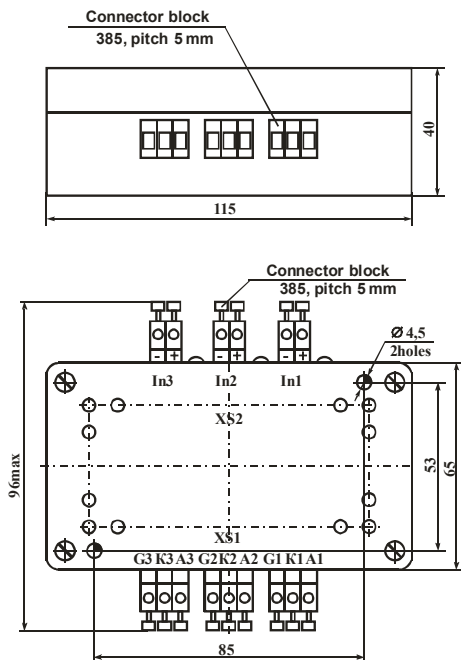 Connector block
385, pitch 5 mm
40
115
Connector block
385, pitch 5 mm
Ø 4,5
2holes
- + - + - +
In3 In2 In1
XS2
96max
53
65
XS1
G3 K3 A3 G2 K2 A2 G1 K1 A1
85